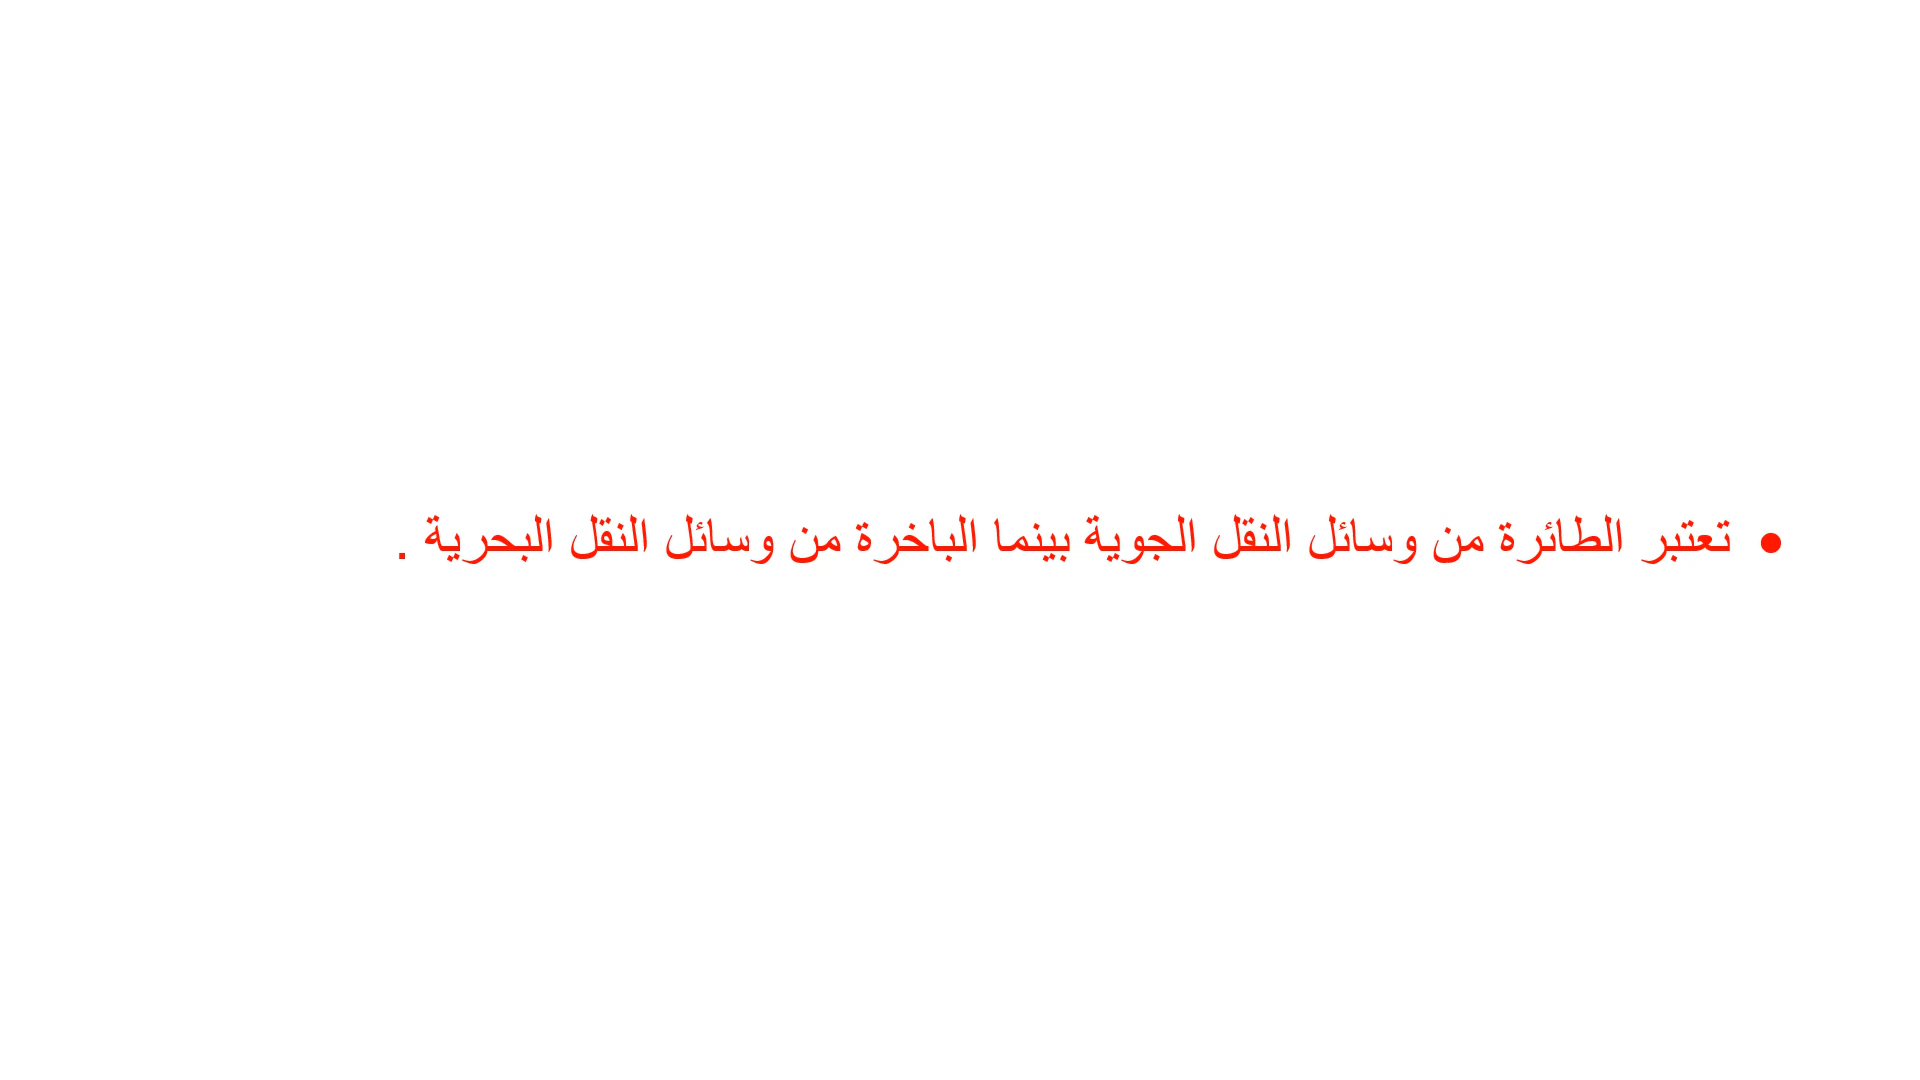 • تعتبر الطائرة من وسائل النقل الجوية بينما الباخرة من وسائل النقل البحرية .